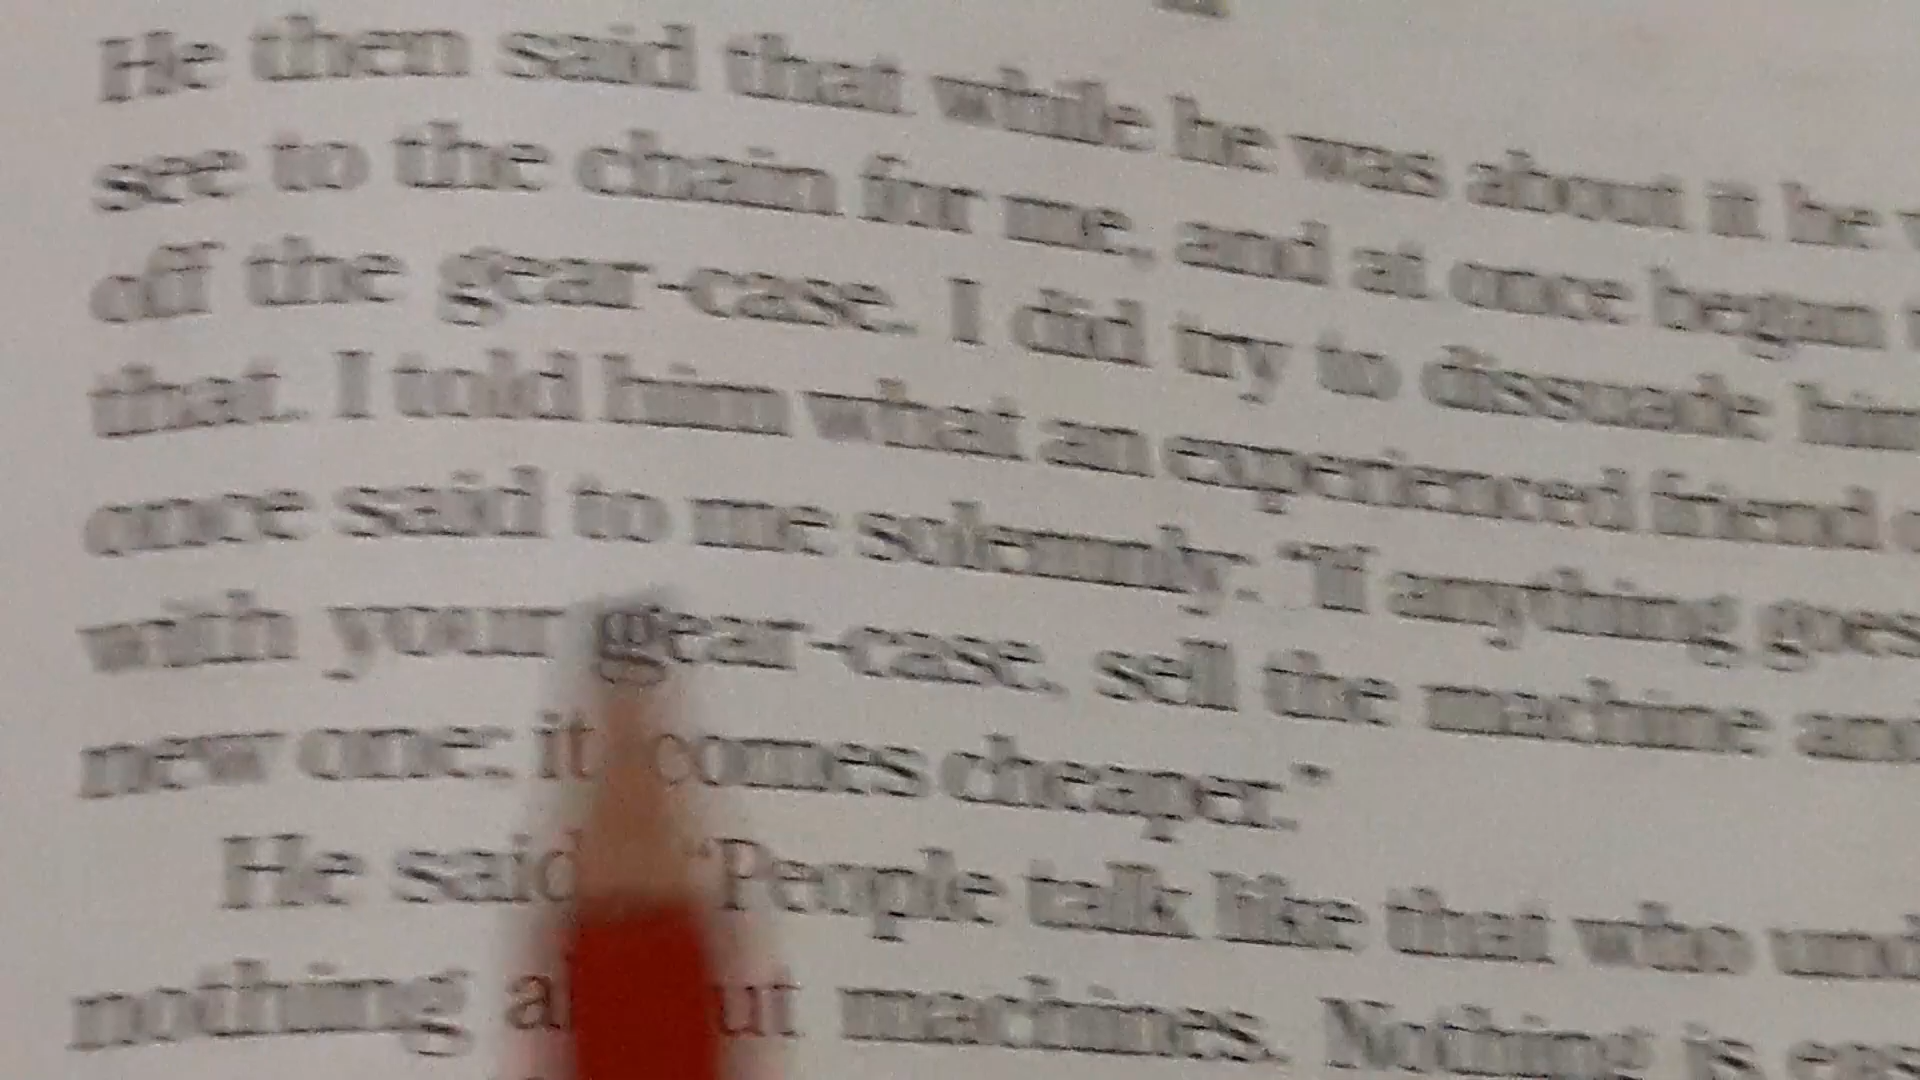 He then said that while he was about it he
see to the chain for me, and at once began
off the gear-case. I did try to dissuade him
that. I told him what an experienced friend
once said to me solemnly: "If anything goes
with your gear-case, sell the machine and
new one; it comes cheaper."
He said, "People talk like that who
nothing about machines. Nothing is